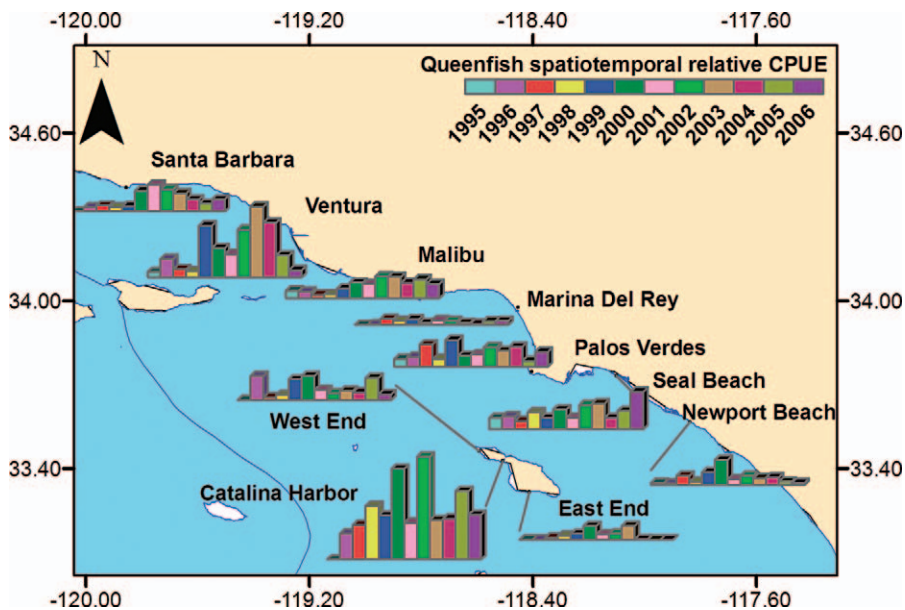 -120.00 -119.20 -118.40 -117.60
N
Queenfish spatiotemporal relative CPUE
1995 1996 1997 1998 1999 2000 2001 2002 2003 2004 2005 2006
34.60 34.60
Santa Barbara
Ventura
Malibu
34.00 34.00
Marina Del Rey
Palos Verdes
Seal Beach
Newport Beach
West End
33.40 33.40
Catalina Harbor
East End
-120.00 -119.20 -118.40 -117.60